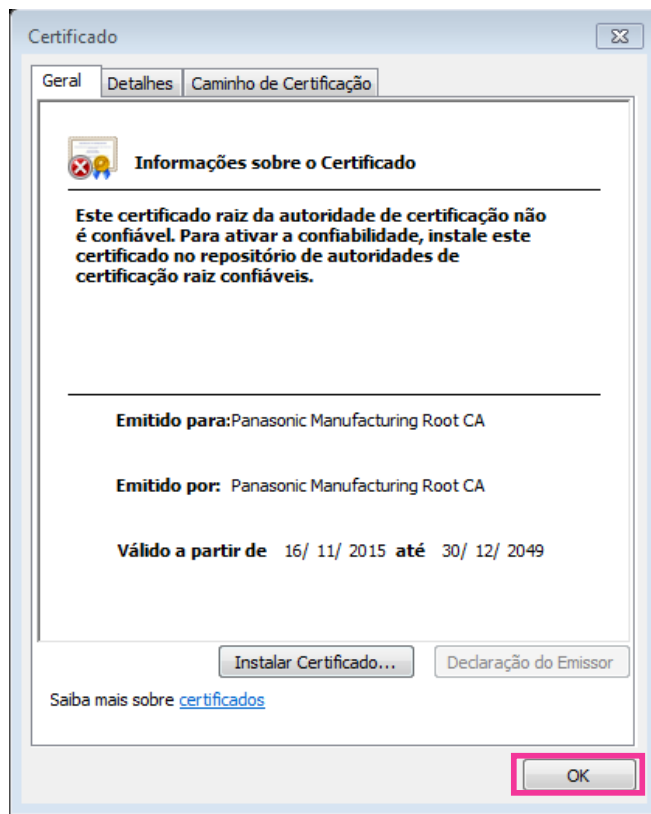 Certificado
Geral Detalhes Caminho de Certificação
Informações sobre o Certificado
Este certificado raiz da autoridade de certificação não
é confiável. Para ativar a confiabilidade, instale este
certificado no repositório de autoridades de
certificação raiz confiáveis.
Emitido para:Panasonic Manufacturing Root CA
Emitido por: Panasonic Manufacturing Root CA
Válido a partir de 16/ 11/ 2015 até 30/ 12/ 2049
Instalar Certificado... Declaração do Emissor
Saiba mais sobre certificados
OK